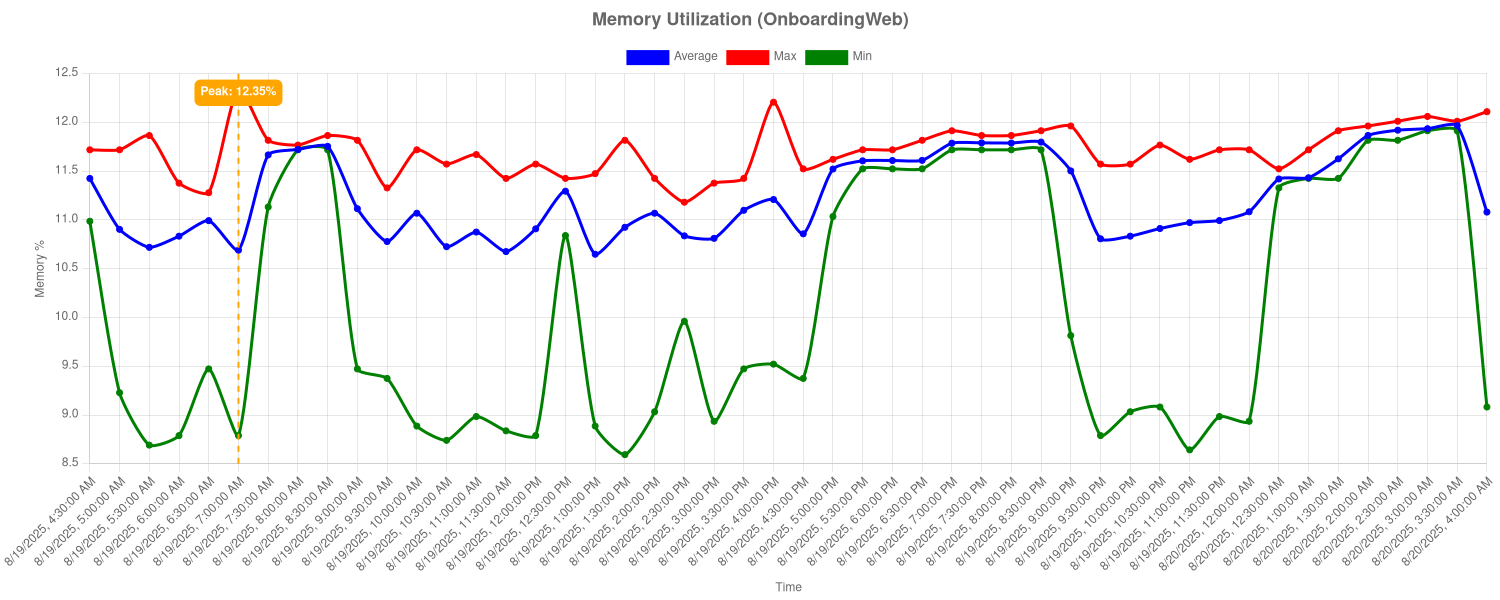 Memory Utilization (OnboardingWeb)
Average Max Min
Peak: 12.35%
Memory %
12.5
12.0
11.5
11.0
10.5
10.0
9.5
9.0
8.5
8/19/2025, 4:30:00 AM
8/19/2025, 5:00:00 AM
8/19/2025, 5:30:00 AM
8/19/2025, 6:00:00 AM
8/19/2025, 6:30:00 AM
8/19/2025, 7:00:00 AM
8/19/2025, 7:30:00 AM
8/19/2025, 8:00:00 AM
8/19/2025, 8:30:00 AM
8/19/2025, 9:00:00 AM
8/19/2025, 9:30:00 AM
8/19/2025, 10:00:00 AM
8/19/2025, 10:30:00 AM
8/19/2025, 11:00:00 AM
8/19/2025, 11:30:00 AM
8/19/2025, 12:00:00 PM
8/19/2025, 12:30:00 PM
8/19/2025, 1:00:00 PM
8/19/2025, 1:30:00 PM
8/19/2025, 2:00:00 PM
8/19/2025, 2:30:00 PM
8/19/2025, 3:00:00 PM
8/19/2025, 3:30:00 PM
8/19/2025, 4:00:00 PM
8/19/2025, 4:30:00 PM
8/19/2025, 5:00:00 PM
8/19/2025, 5:30:00 PM
8/19/2025, 6:00:00 PM
8/19/2025, 6:30:00 PM
8/19/2025, 7:00:00 PM
8/19/2025, 7:30:00 PM
8/19/2025, 8:00:00 PM
8/19/2025, 8:30:00 PM
8/19/2025, 9:00:00 PM
8/19/2025, 9:30:00 PM
8/19/2025, 10:00:00 PM
8/19/2025, 10:30:00 PM
8/19/2025, 11:00:00 PM
8/19/2025, 11:30:00 PM
8/20/2025, 12:00:00 AM
8/20/2025, 12:30:00 AM
8/20/2025, 1:00:00 AM
8/20/2025, 1:30:00 AM
8/20/2025, 2:00:00 AM
8/20/2025, 2:30:00 AM
8/20/2025, 3:00:00 AM
8/20/2025, 3:30:00 AM
8/20/2025, 4:00:00 AM
Time